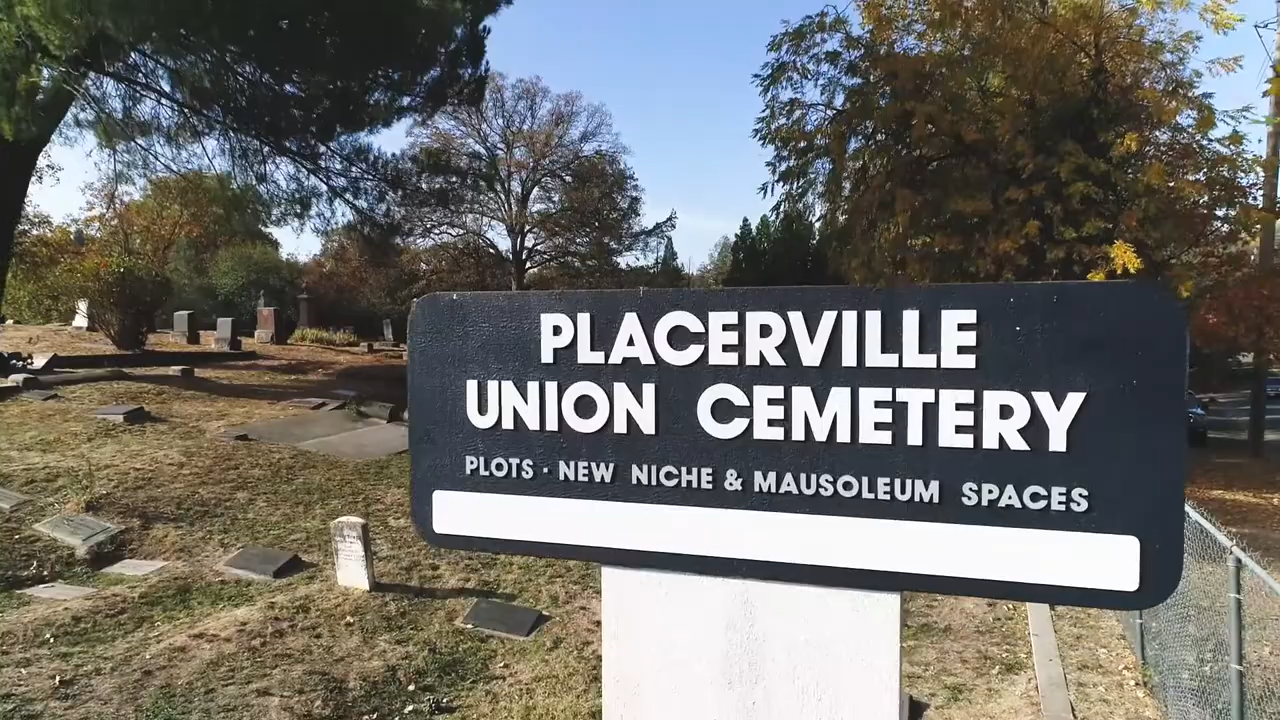 PLACERVILLE
UNION CEMETERY
PLOTS · NEW NICHE & MAUSOLEUM SPACES